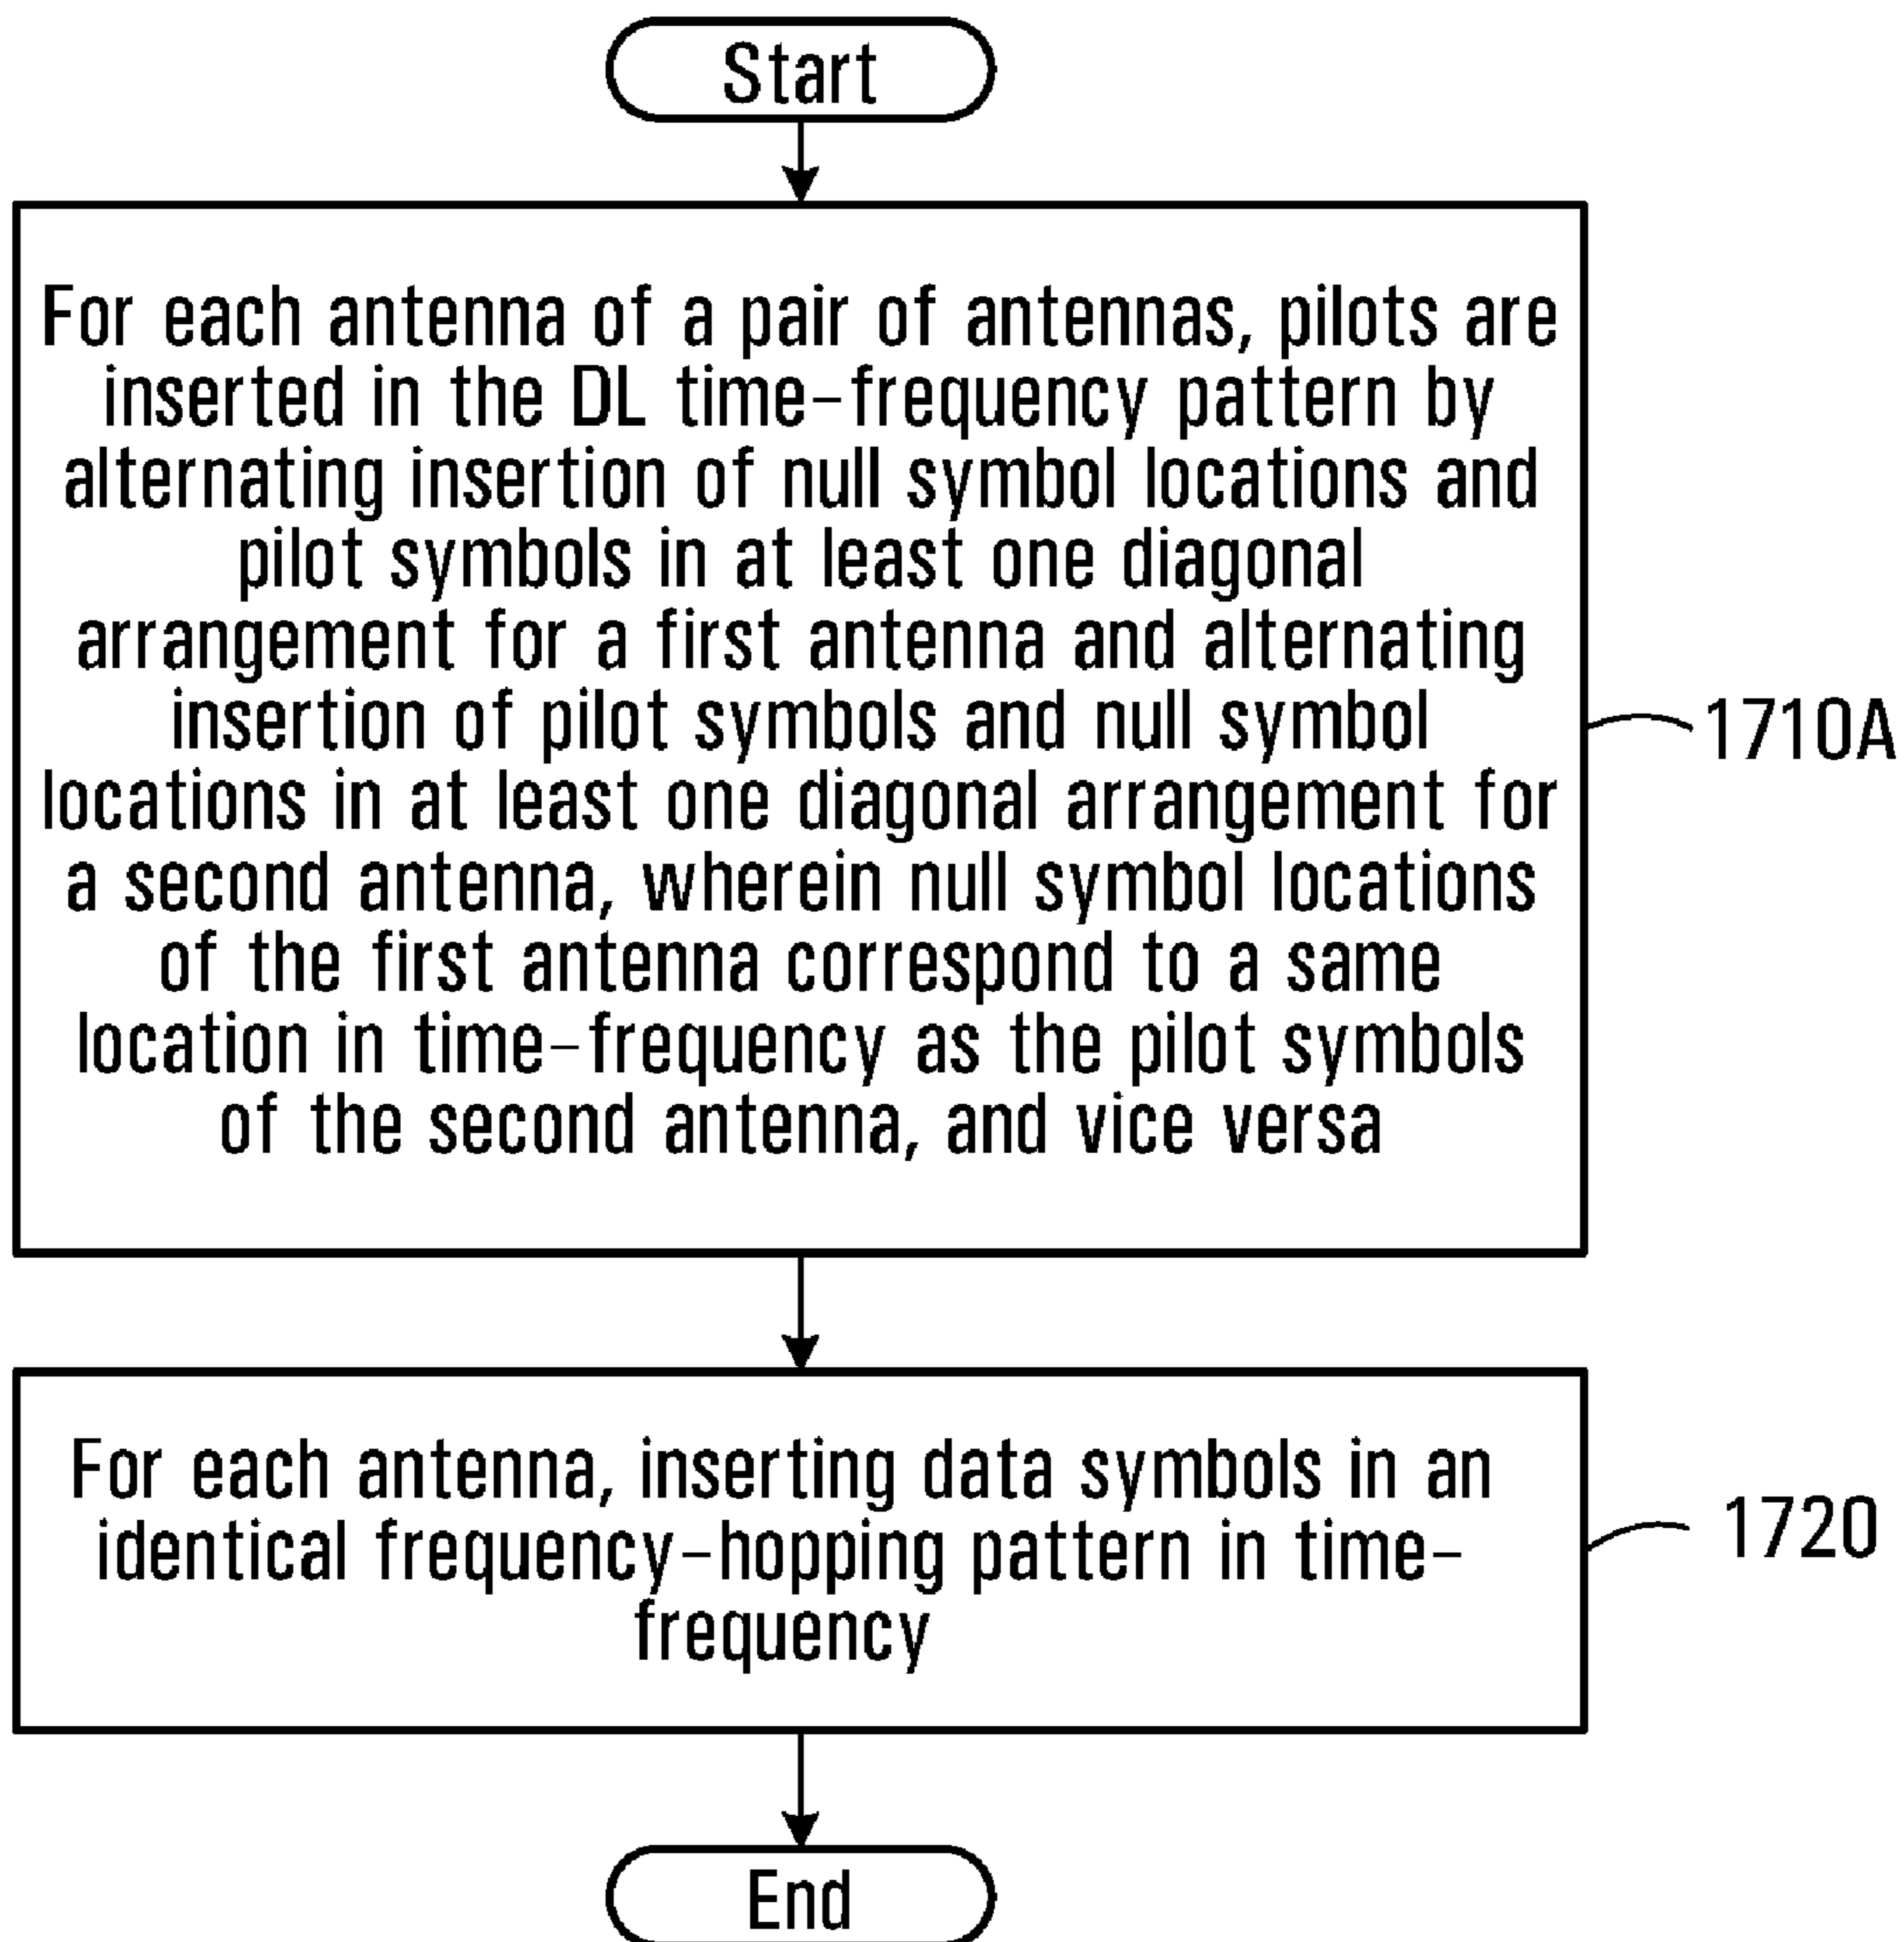 Start
For each antenna of a pair of antennas, pilots are
inserted in the DL time-frequency pattern by
alternating insertion of null symbol locations and
pilot symbols in at least one diagonal
arrangement for a first antenna and alternating
insertion of pilot symbols and null symbol
locations in at least one diagonal arrangement for
a second antenna, wherein null symbol locations
of the first antenna correspond to a same
location in time-frequency as the pilot symbols
of the second antenna, and vice versa
1710A
For each antenna, inserting data symbols in an
identical frequency-hopping pattern in time-
frequency
1720
End